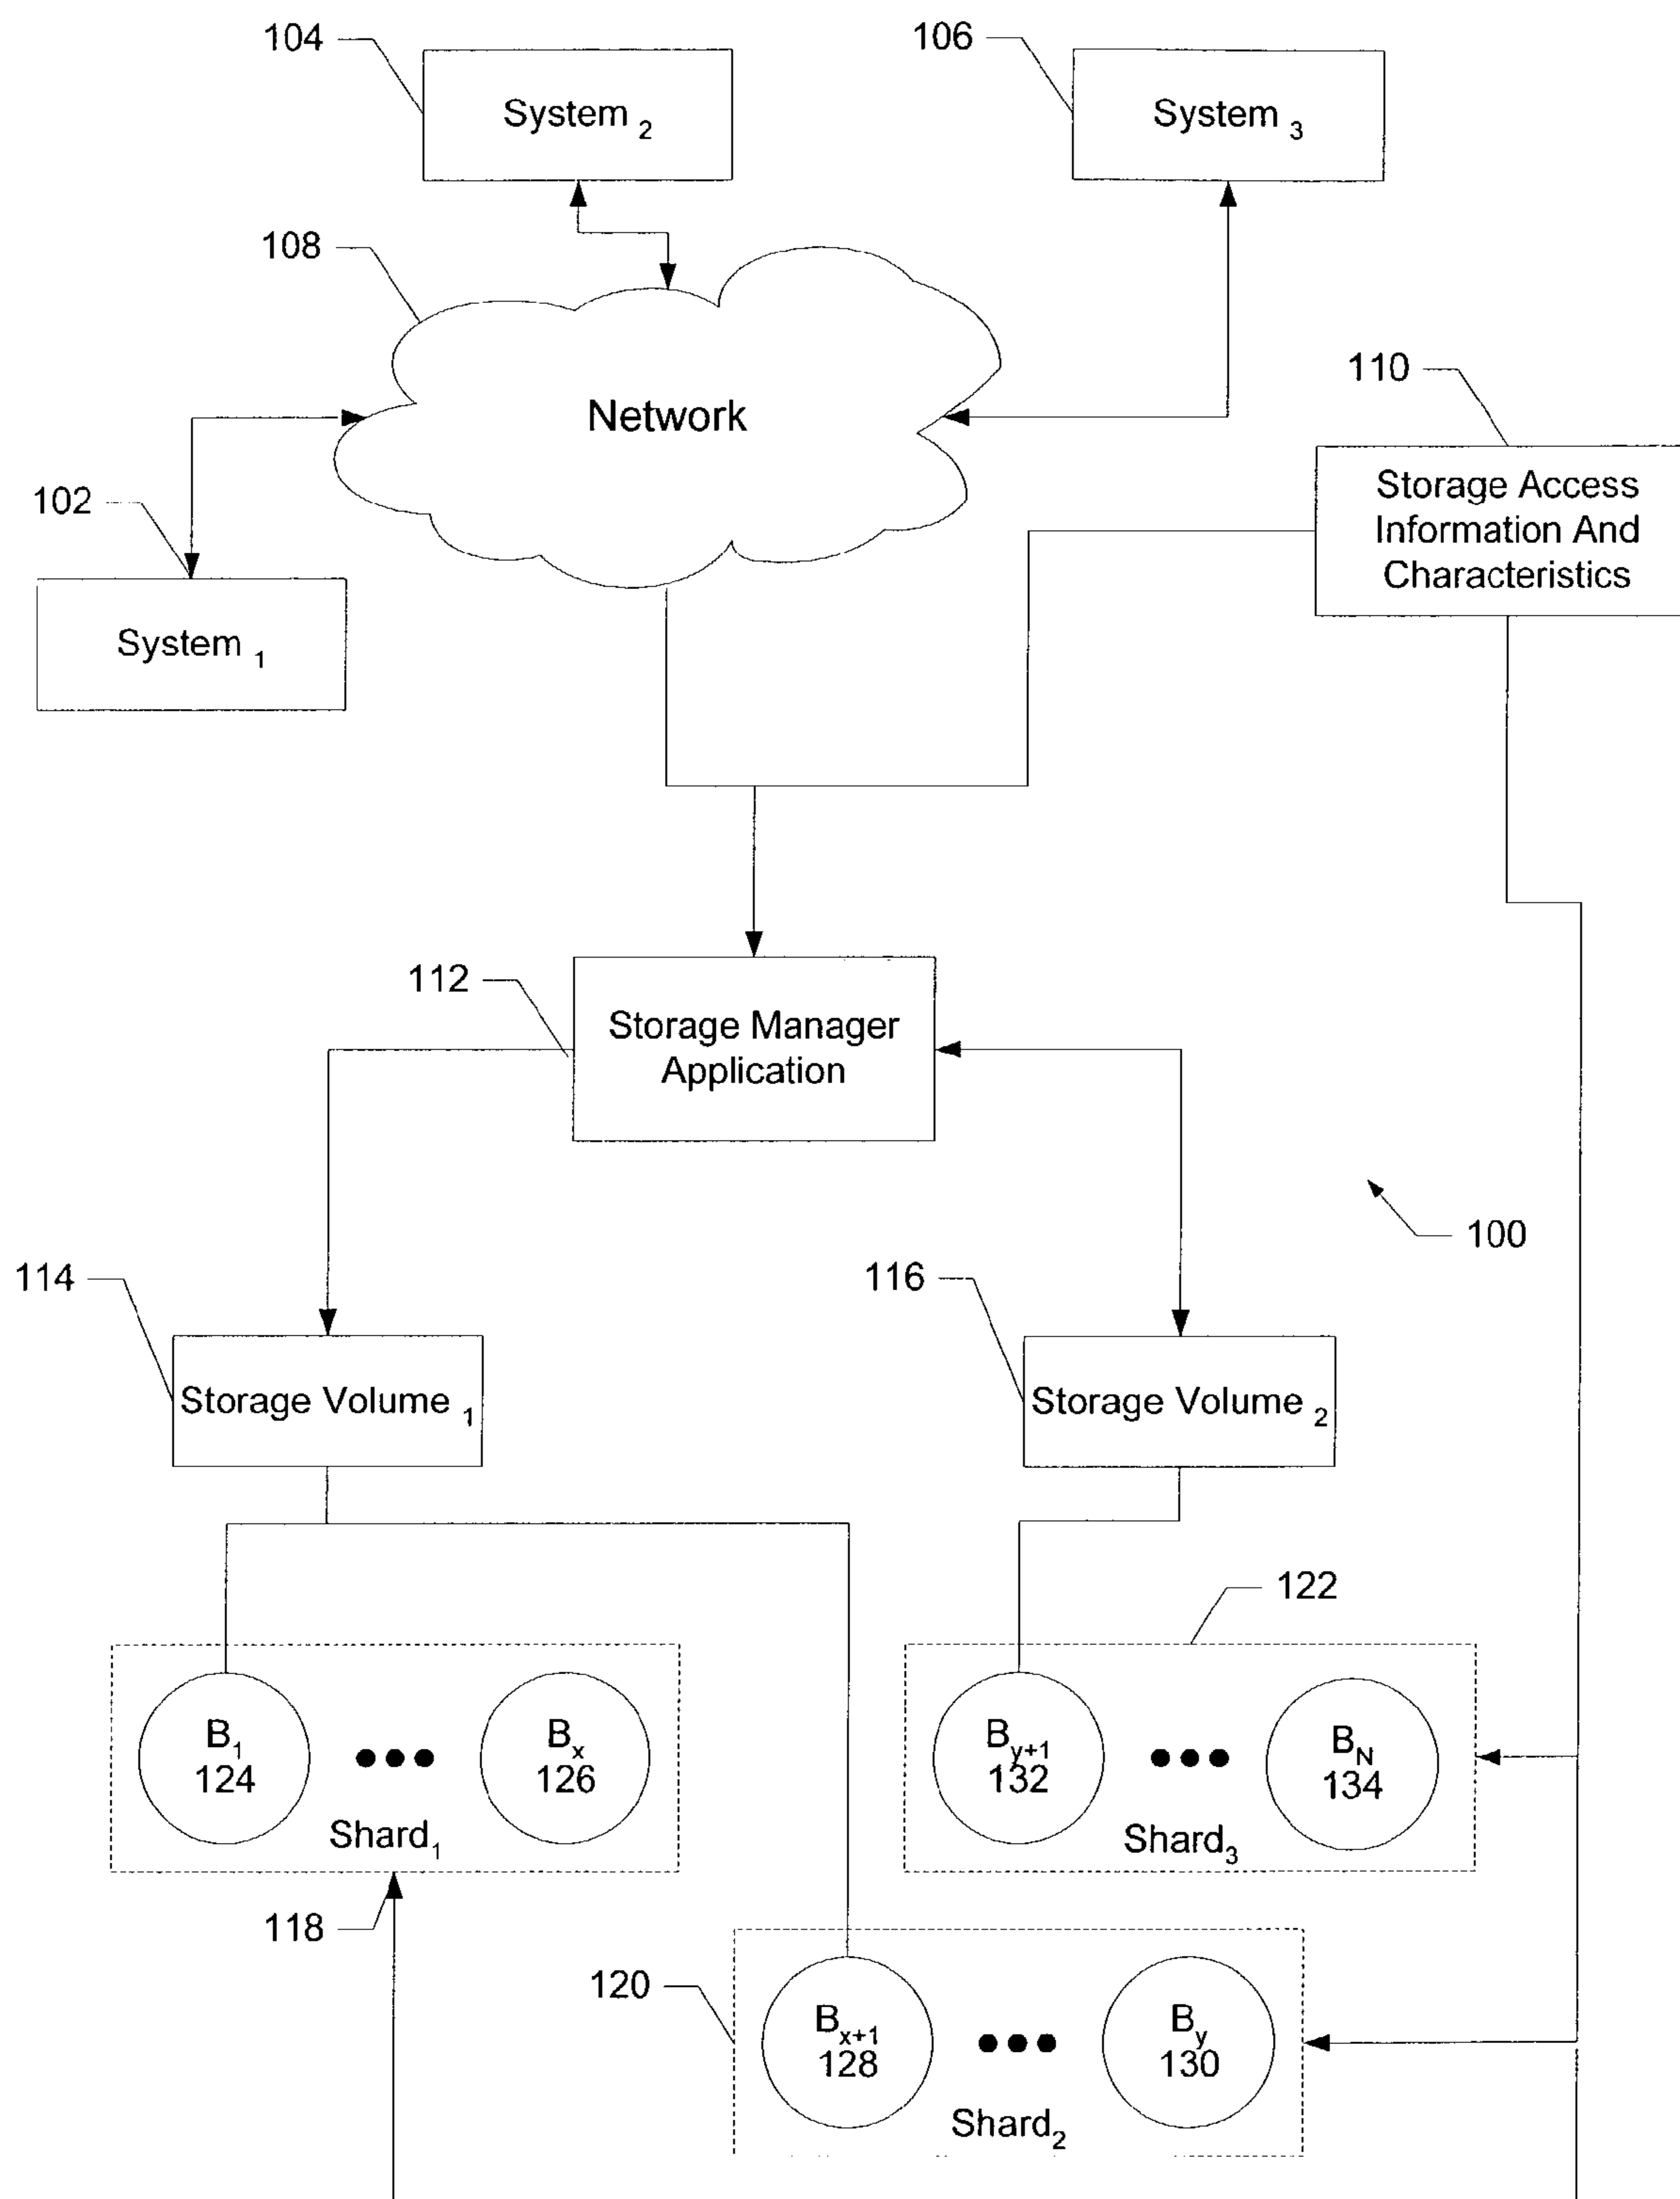 104
System 2
106
System 3
108
Network
110
Storage Access
Information And
Characteristics
102
System 1
112
Storage Manager
Application
100
114
Storage Volume 1
116
Storage Volume 2
122
B1
124
Bx
126
Shard1
By+1
132
BN
134
Shard3
118
120
Bx+1
128
By
130
Shard2